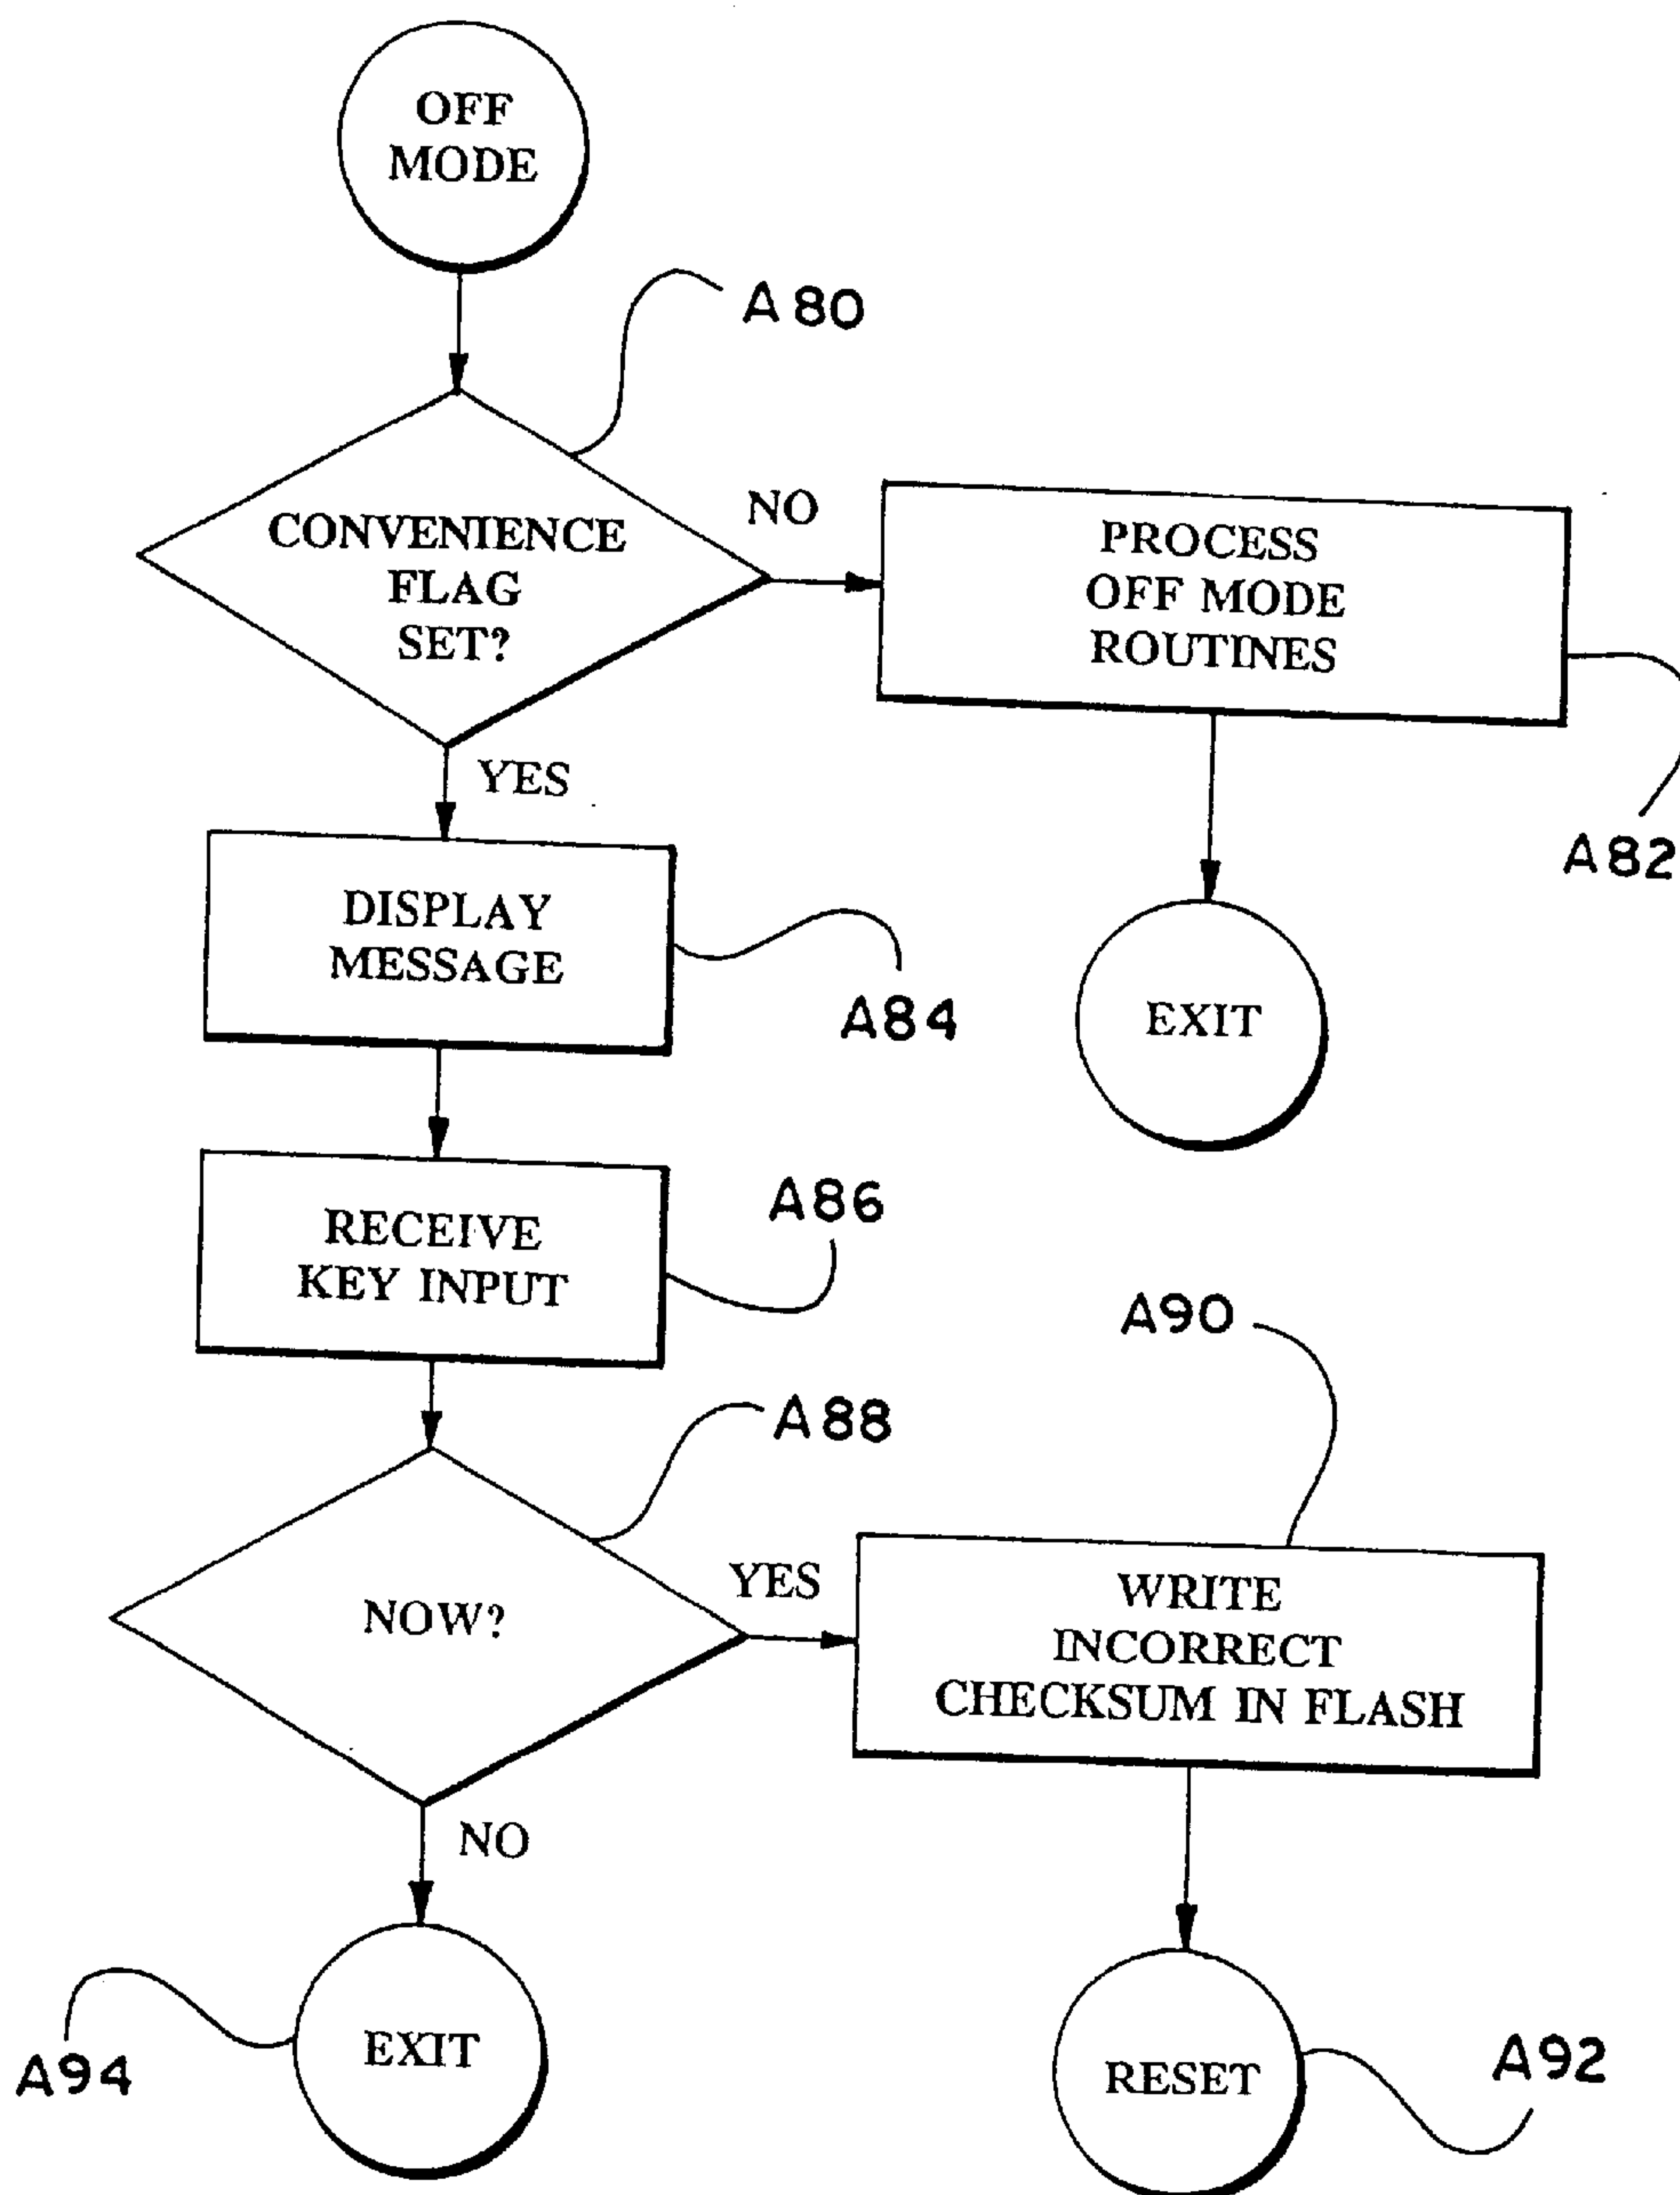 OFF
MODE
A80
CONVENIENCE
FLAG
SET?
NO
PROCESS
OFF MODE
ROUTINES
A82
YES
DISPLAY
MESSAGE
A84
EXIT
RECEIVE
KEY INPUT
A86
A88
A90
NOW?
YES
WRITE
INCORRECT
CHECKSUM IN FLASH
NO
EXIT
A94
RESET
A92